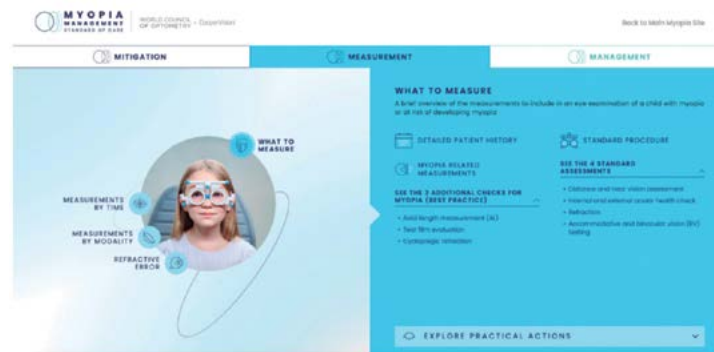 MYOPIA
MANAGEMENT
STANDARD OF CARE
WORLD COUNCIL
OF OPTOMETRY
CooperVision
Back to Main Myopia Site
MITIGATION
MEASUREMENT
MANAGEMENT
WHAT TO
MEASURE
MEASUREMENTS
BY TIME
MEASUREMENTS
BY MODALITY
REFRACTIVE
ERROR
WHAT TO MEASURE
A brief overview of the measurements to include in an eye examination of a child with myopia
or at risk of developing myopia
DETAILED PATIENT HISTORY
MYOPIA RELATED
MEASUREMENTS
SEE THE 3 ADDITIONAL CHECKS FOR
MYOPIA (BEST PRACTICE)
• Axial length measurement (AL)
• Tear film evaluation
• Cycloplegic refraction
STANDARD PROCEDURE
SEE THE 4 STANDARD
ASSESSMENTS
• Distance and near vision assessment
• Internal and external ocular health check
• Refraction
• Accommodative and binocular vision (BV)
testing
EXPLORE PRACTICAL ACTIONS